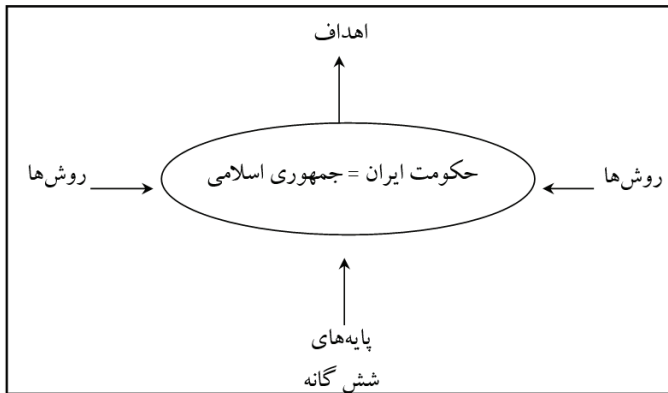 اهداف
حکومت ایران = جمهوری اسلامی
روش‌ها
روش‌ها
پایه‌های
شش گانه